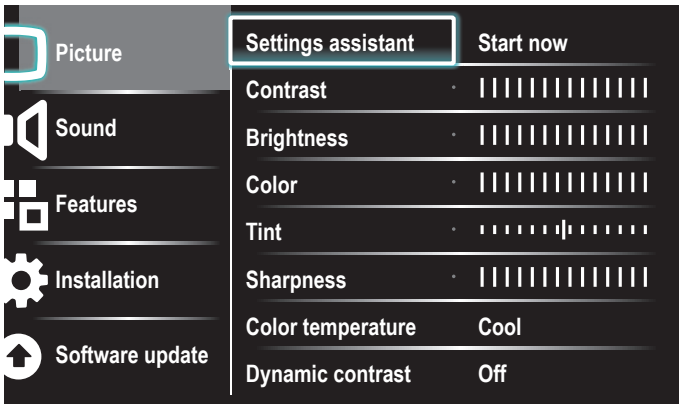 Picture
Sound
Features
Installation
Software update
Settings assistant Start now
Contrast
Brightness
Color
Tint
Sharpness
Color temperature Cool
Dynamic contrast Off